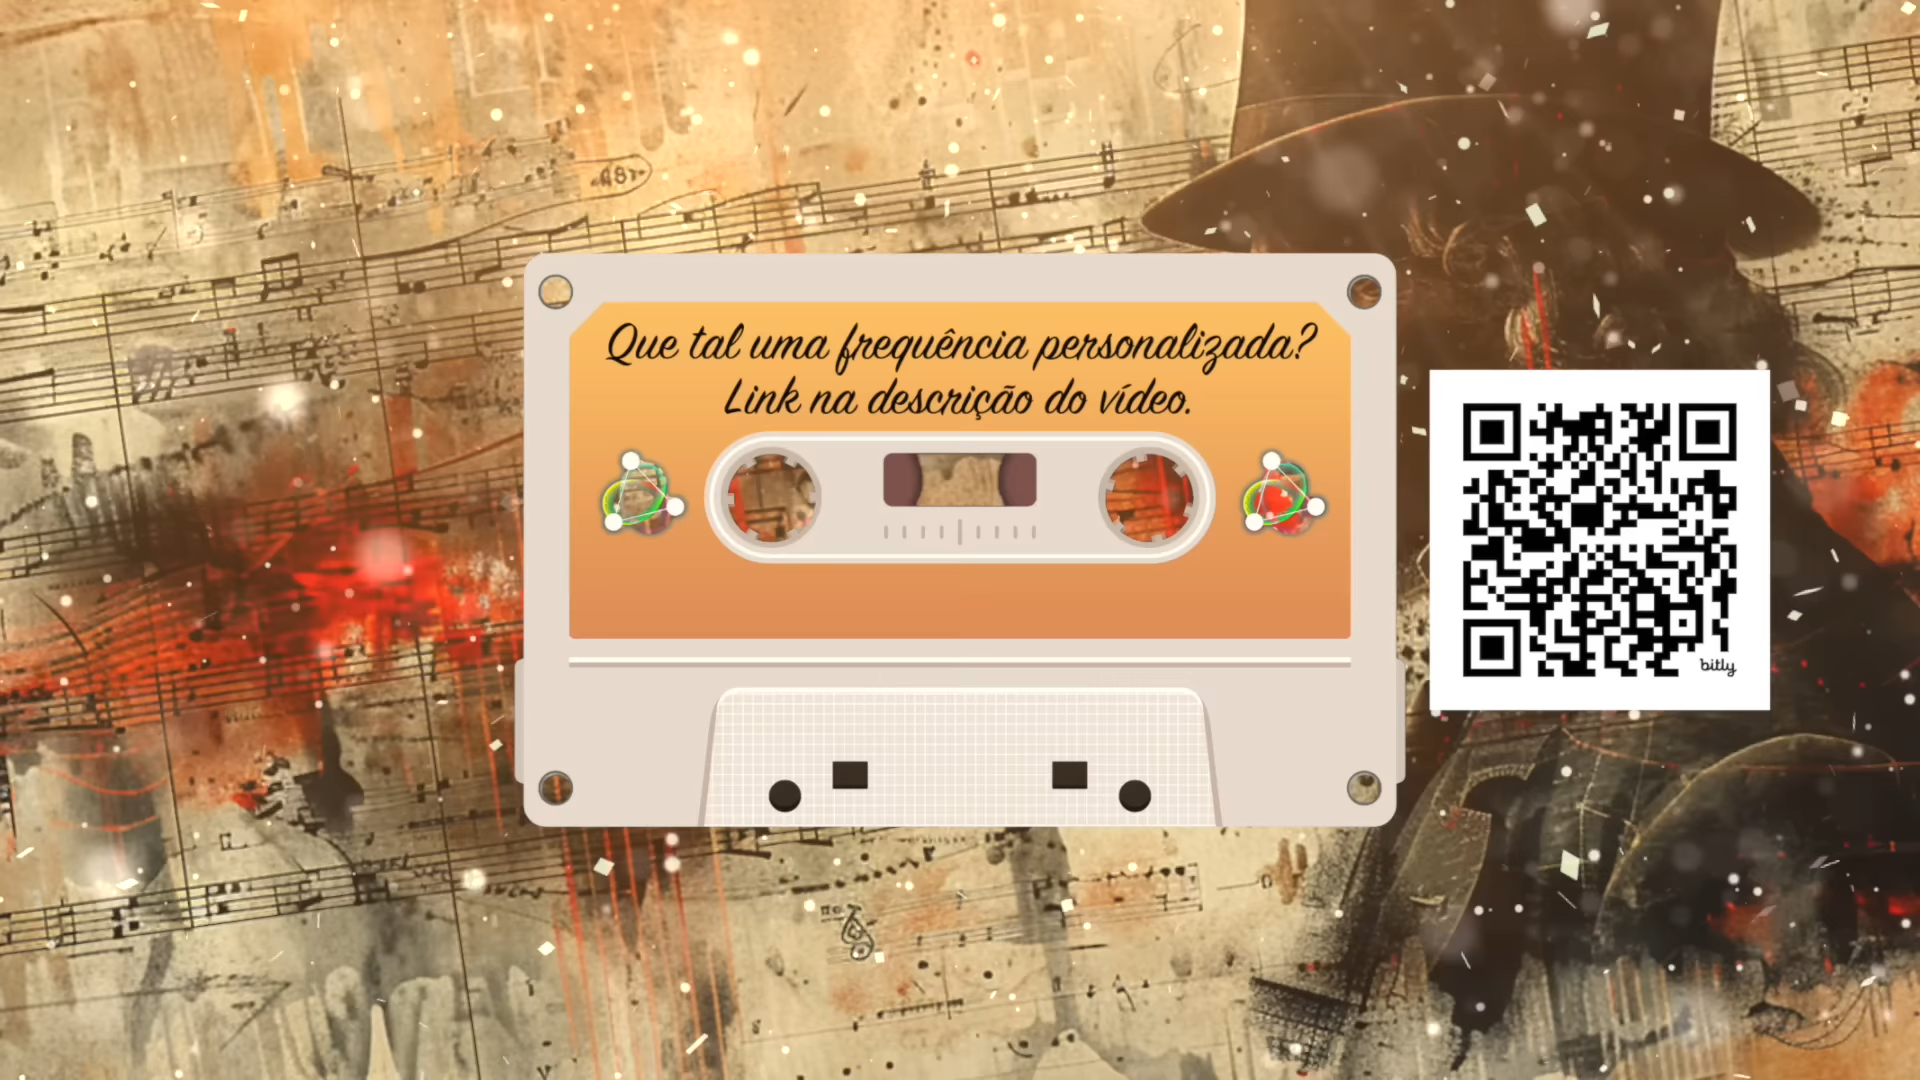 Que tal uma frequência personalizada?
Link na descrição do vídeo.
bitly